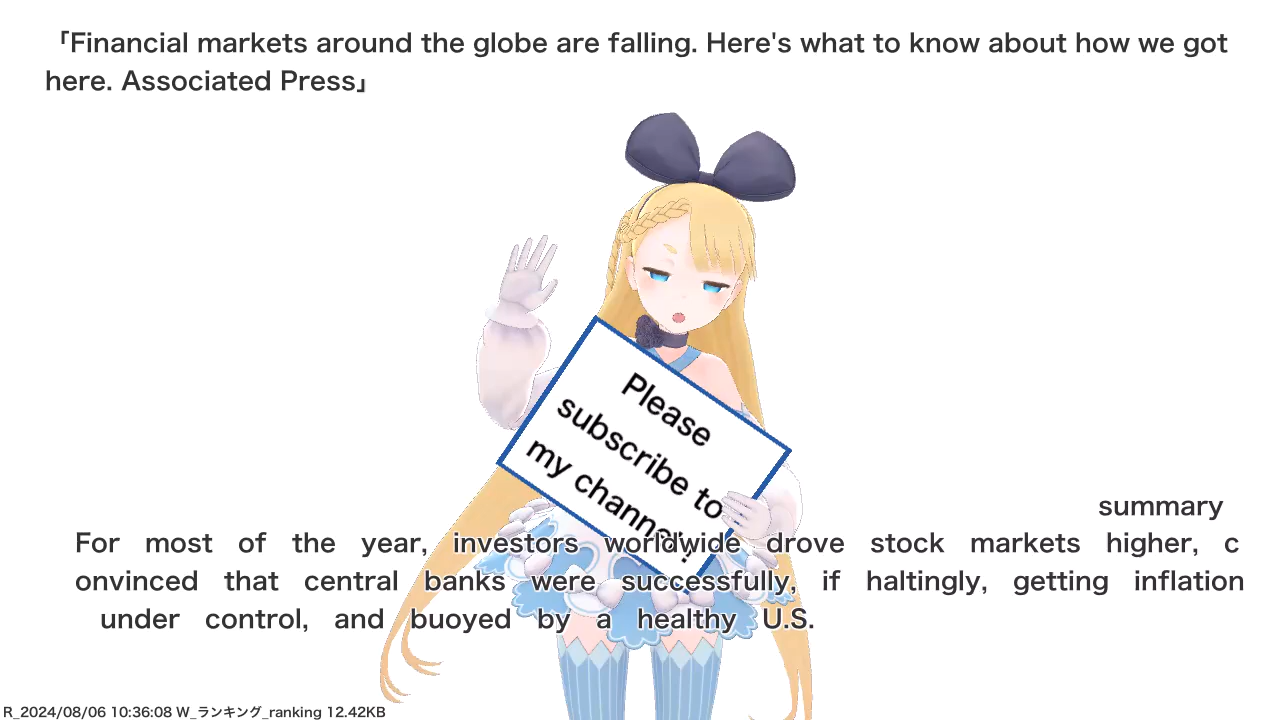 「Financial markets around the globe are falling. Here's what to know about how we got
here. Associated Press」
Please
subscribe to
my channel!
summary
For most of the year, investors worldwide drove stock markets higher, c
onvinced that central banks were successfully, if haltingly, getting inflation
under control, and buoyed by a healthy U.S.
R_2024/08/06 10:36:08 W_ランキング_ranking 12.42KB